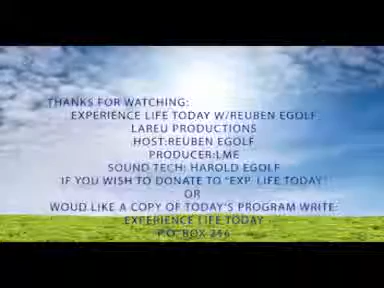 THANKS FOR WATCHING:
EXPERIENCE LIFE TODAY W/REUBEN EGOLF
LAREU PRODUCTIONS
HOST:REUBEN EGOLF
PRODUCER:LME
SOUND TECH: HAROLD EGOLF
IF YOU WISH TO DONATE TO "EXP. LIFE TODAY"
OR
WOUD LIKE A COPY OF TODAY'S PROGRAM WRITE:
EXPERIENCE LIFE TODAY
P.O. BOX 246